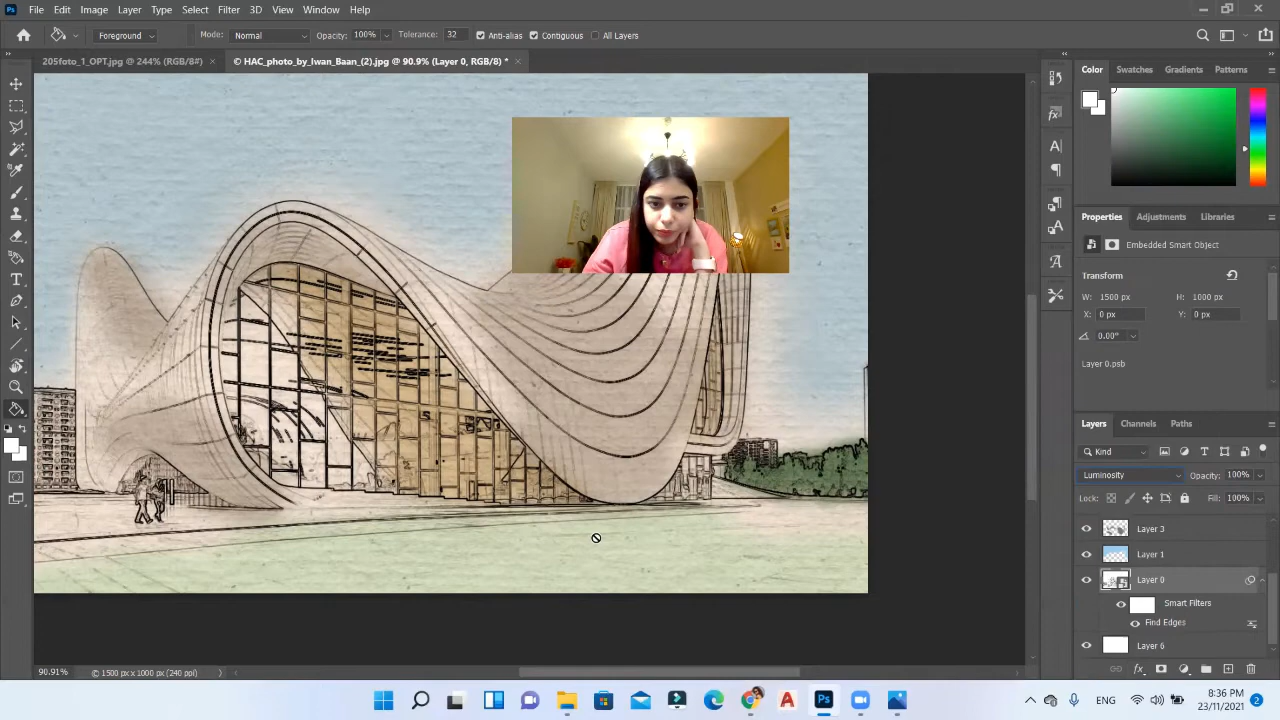 Ps File Edit Image Layer Type Select Filter 3D View Window Help
Foreground Mode: Normal Opacity: 100% Tolerance: 32 Anti-alias Contiguous All Layers
205foto_1_OPT.jpg @ 244% (RGB/8#) × © HAC_photo_by_Iwan_Baan_(2).jpg @ 90.9% (Layer 0, RGB/8) * ×
Color Swatches Gradients Patterns
Properties Adjustments Libraries
Embedded Smart Object
Transform
W: 1500 px H: 1000 px
X: 0 px Y: 0 px
0.00°
Layer 0.psb
Layers Channels Paths
Kind
Luminosity Opacity: 100%
Lock: Fill: 100%
Layer 3
Layer 1
Layer 0
Smart Filters
Find Edges
Layer 6
90.91% © 1500 px x 1000 px (240 ppi)
ENG 8:36 PM
23/11/2021 2